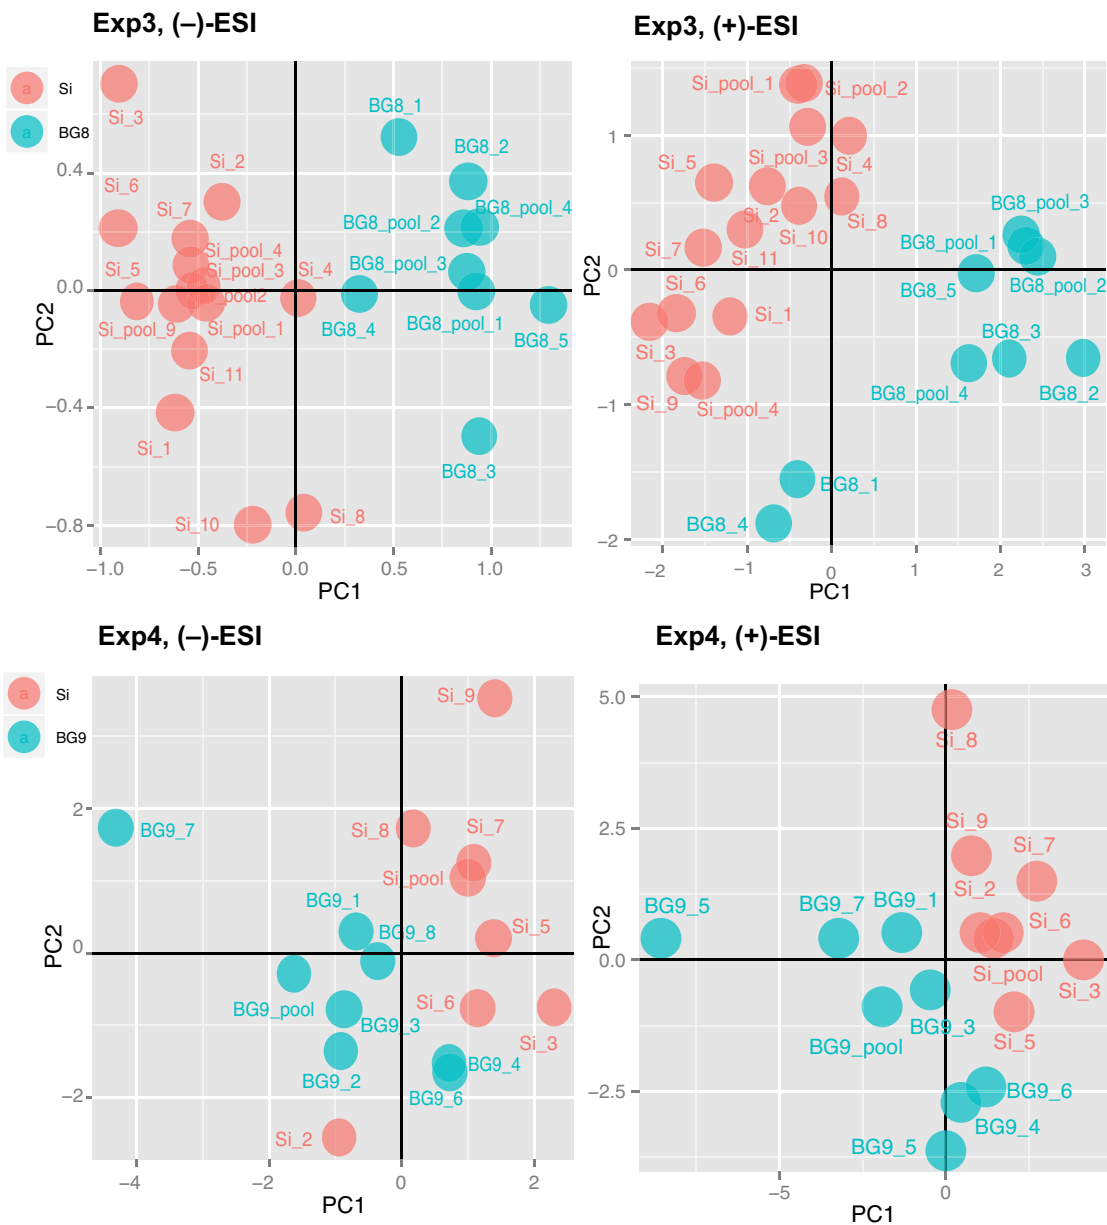 Exp3, (–)-ESI
Exp3, (+)-ESI
a Si
a BG8
Si_3
BG8_1
Si_2
BG8_2
Si_6
Si_7
BG8_pool_2
BG8_pool_4
Si_pool_4
Si_5
Si_pool_3
Si_4
BG8_pool_3
pool2
Si_pool_9
Si_pool_1
BG8_4
BG8_pool_1
BG8_5
Si_11
Si_1
BG8_3
Si_10
Si_8
0.4
0.0
−0.4
−0.8
PC2
−1.0 −0.5 0.0 0.5 1.0
PC1
Si_pool_1
Si_pool_2
Si_5
Si_pool_3
Si_4
Si_2
Si_8
Si_10
Si_7
Si_11
BG8_pool_3
BG8_pool_1
BG8_5
BG8_pool_2
Si_6
Si_1
Si_3
BG8_3
Si_9
Si_pool_4
BG8_pool_4
BG8_2
BG8_1
BG8_4
1
0
−1
−2
PC2
−2 −1 0 1 2 3
PC1
Exp4, (–)-ESI
Exp4, (+)-ESI
a Si
a BG9
Si_9
BG9_7
Si_8
Si_7
Si_pool
BG9_1
BG9_8
Si_5
BG9_pool
BG9_3
Si_6
Si_3
BG9_2
BG9_4
BG9_6
Si_2
2
0
−2
PC2
−4 −2 0 2
PC1
Si_8
Si_9
Si_7
Si_2
BG9_5
BG9_7
BG9_1
Si_6
Si_pool
Si_3
BG9_3
BG9_pool
Si_5
BG9_6
BG9_4
BG9_5
5.0
2.5
0.0
−2.5
PC2
−5 0
PC1